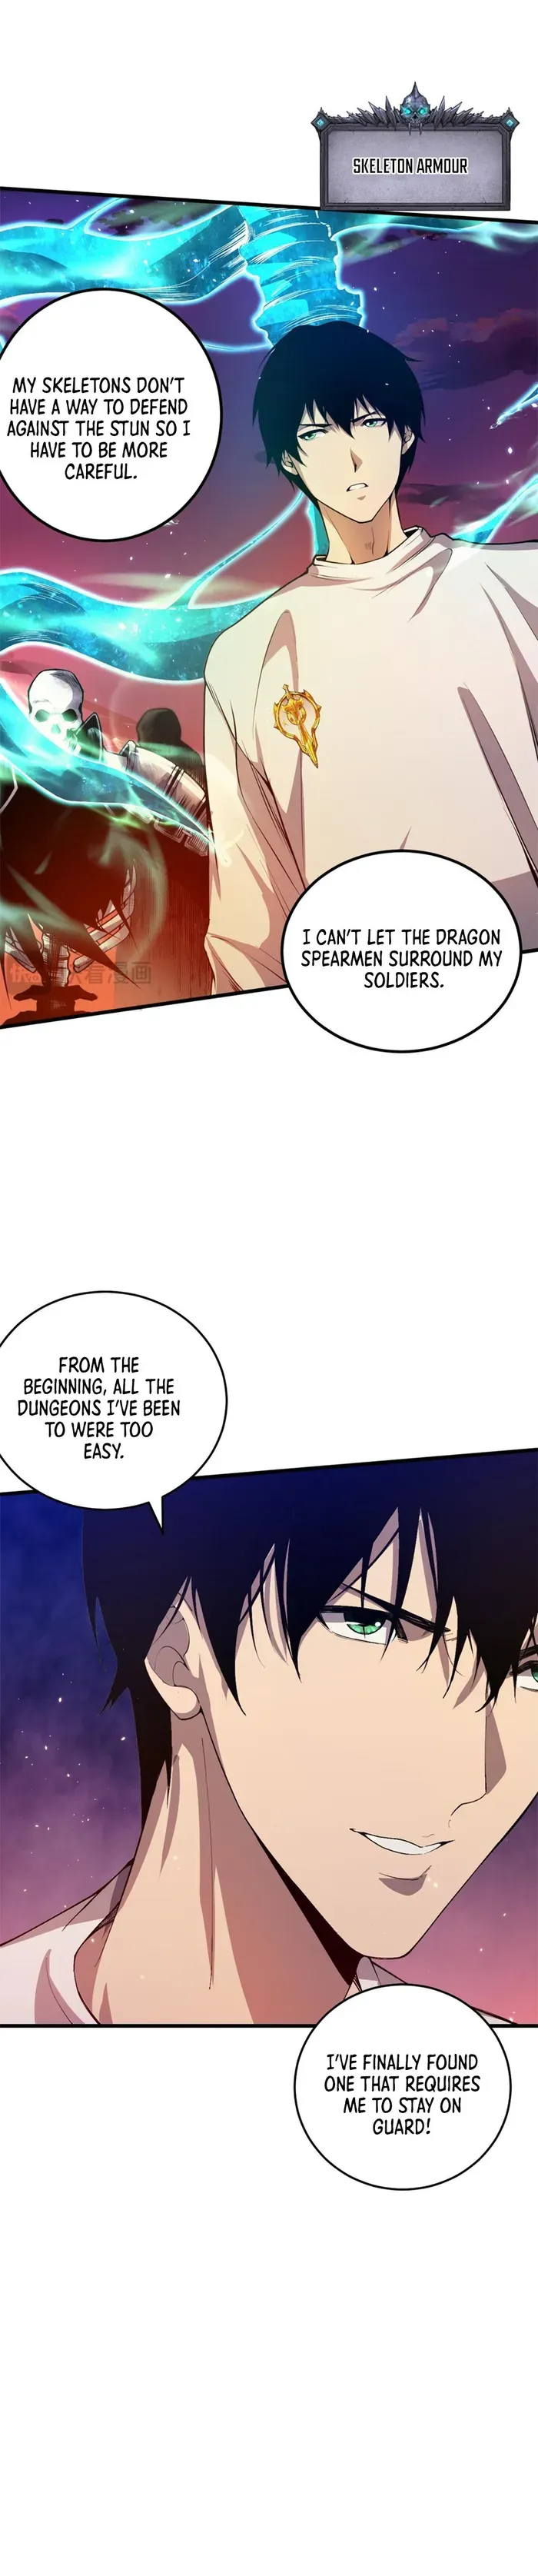 SKELETON ARMOUR
MY SKELETONS DON'T
HAVE A WAY TO DEFEND
AGAINST THE STUN SO I
HAVE TO BE MORE
CAREFUL.
I CAN'T LET THE DRAGON
SPEARMEN SURROUND MY
SOLDIERS.
FROM THE
BEGINNING, ALL THE
DUNGEONS I'VE BEEN
TO WERE TOO
EASY.
I'VE FINALLY FOUND
ONE THAT REQUIRES
ME TO STAY ON
GUARD!